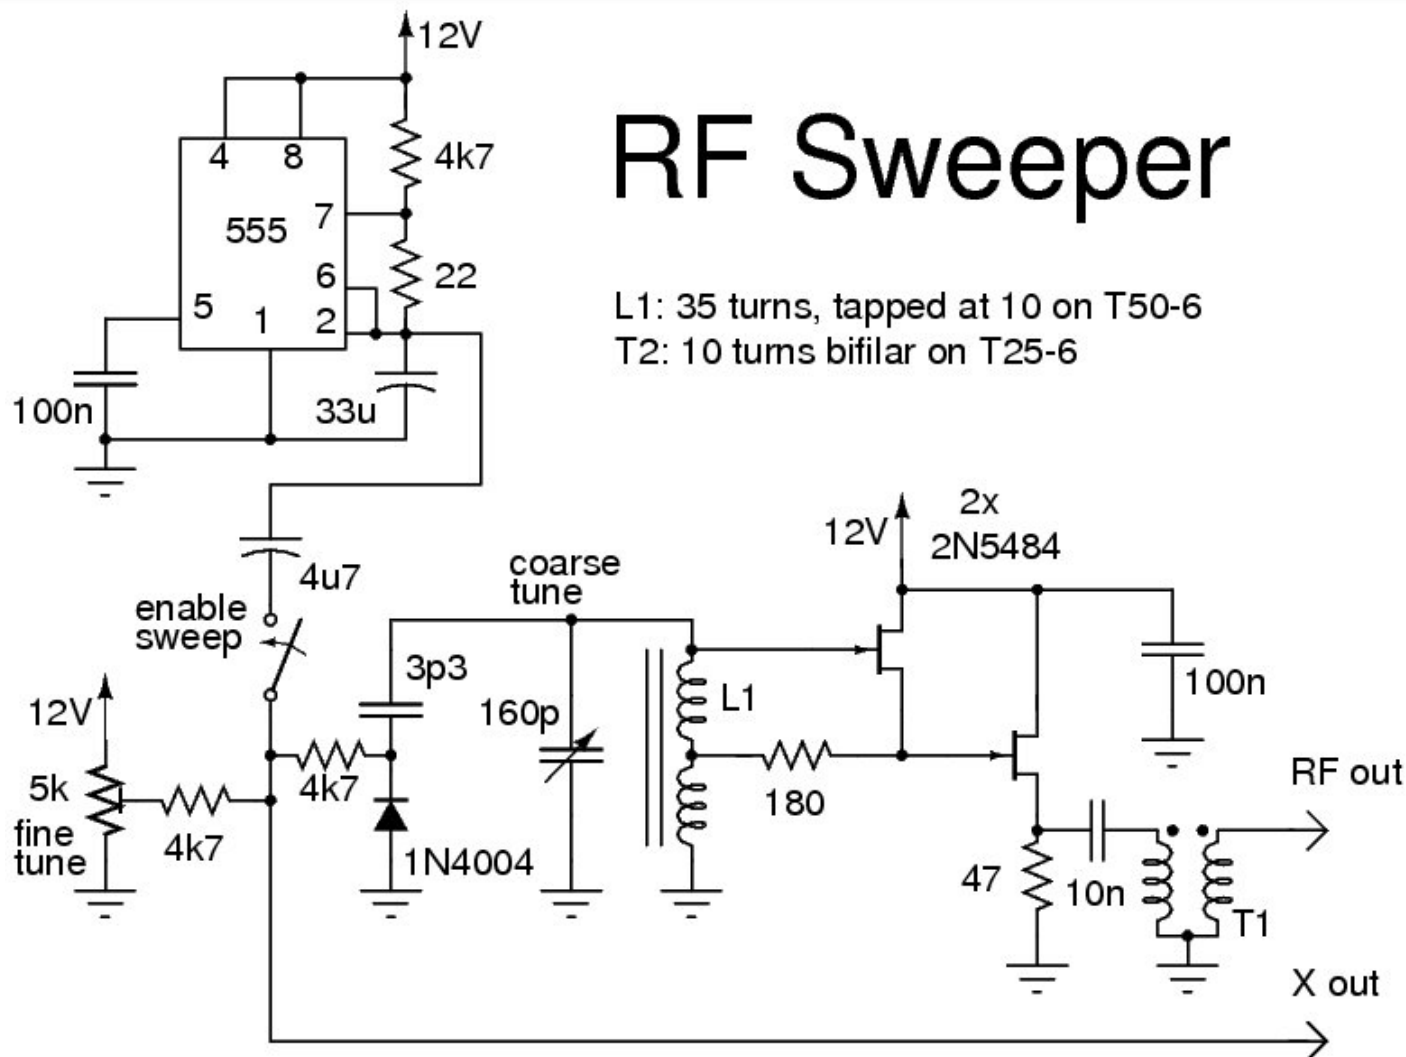 12V
RF Sweeper
4
8
4k7
7
555
6
22
5
1
2
L1: 35 turns, tapped at 10 on T50-6
T2: 10 turns bifilar on T25-6
100n
33u
2x
12V
2N5484
coarse
tune
4u7
enable
sweep
3p3
12V
160p
L1
100n
5k
4k7
180
RF out
fine
tune
4k7
1N4004
47
10n
T1
X out